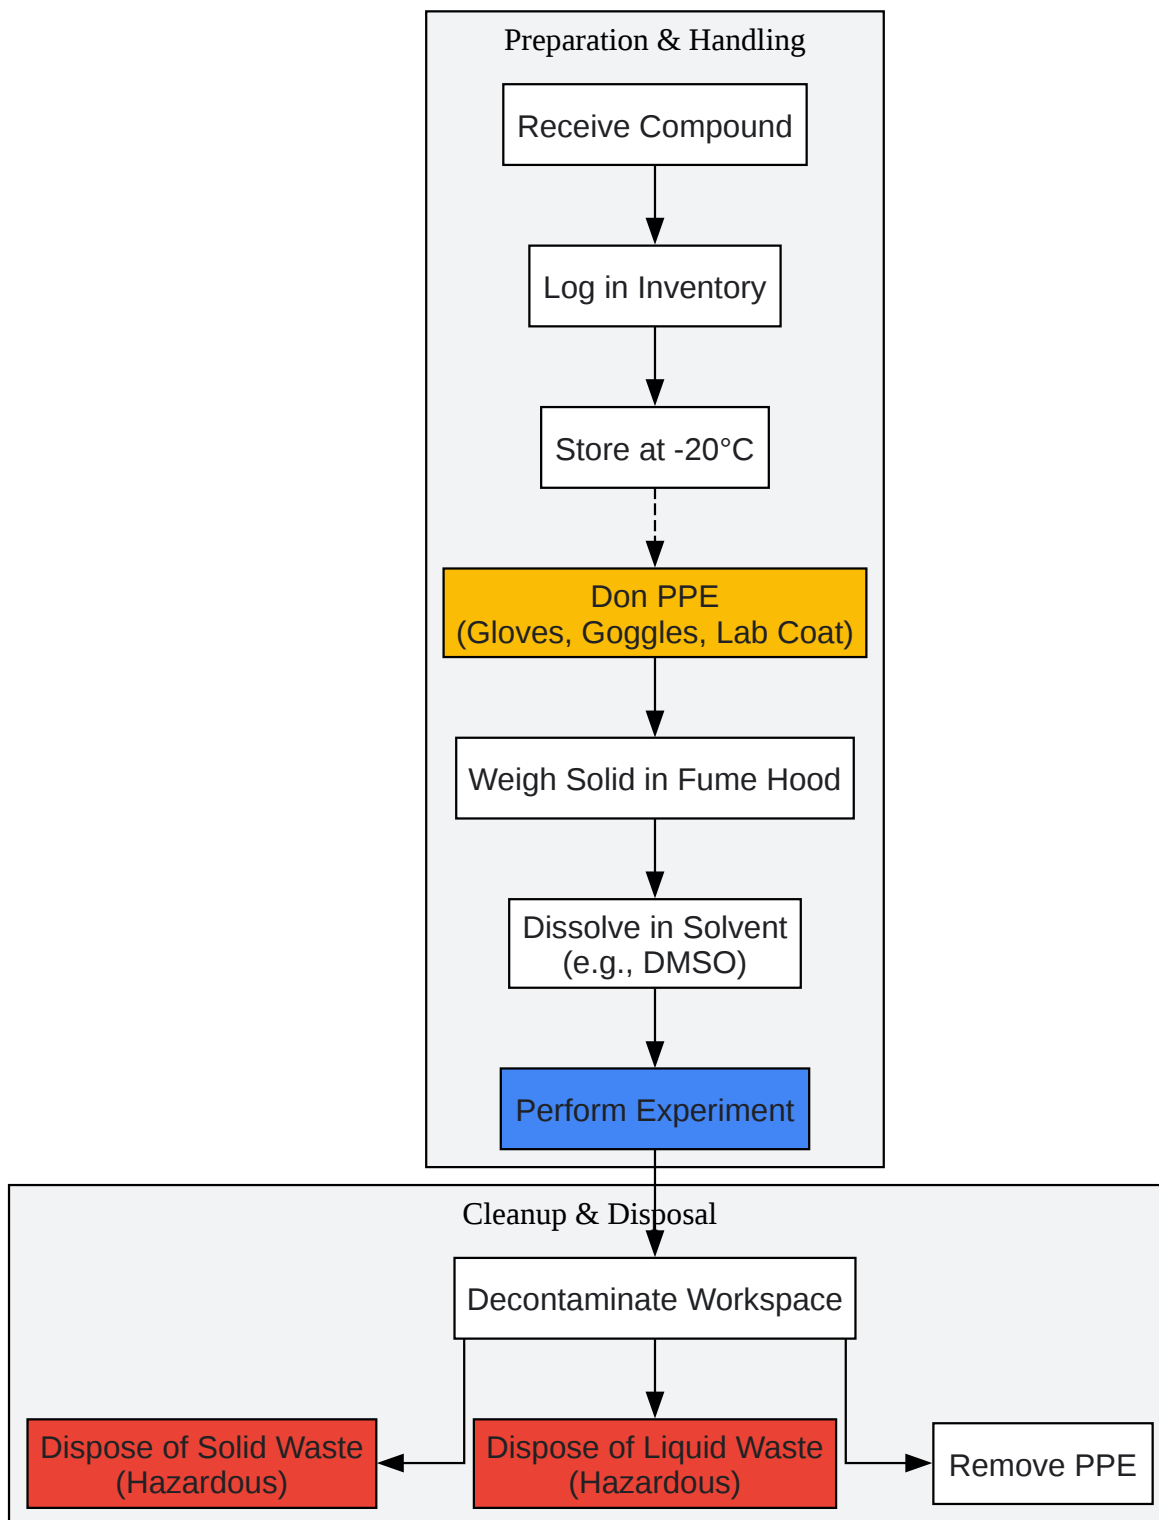 Preparation & Handling
Receive Compound
Log in Inventory
Store at -20°C
Don PPE
(Gloves, Goggles, Lab Coat)
Weigh Solid in Fume Hood
Dissolve in Solvent
(e.g., DMSO)
Perform Experiment
Cleanup & Disposal
Decontaminate Workspace
Dispose of Solid Waste
(Hazardous)
Dispose of Liquid Waste
(Hazardous)
Remove PPE